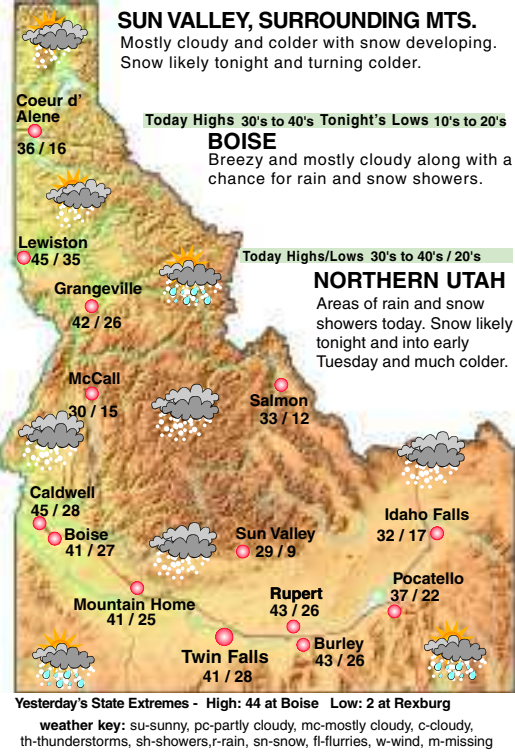 SUN VALLEY, SURROUNDING MTS.
Mostly cloudy and colder with snow developing.
Snow likely tonight and turning colder.
Today Highs 30's to 40's Tonight's Lows 10's to 20's
BOISE
Breezy and mostly cloudy along with a
chance for rain and snow showers.
Today Highs/Lows 30's to 40's / 20's
NORTHERN UTAH
Areas of rain and snow
showers today. Snow likely
tonight and into early
Tuesday and much colder.
Coeur d'
Alene
36 / 16
Lewiston
45 / 35
Grangeville
42 / 26
McCall
30 / 15
Salmon
33 / 12
Caldwell
45 / 28
Boise
41 / 27
Sun Valley
29 / 9
Idaho Falls
32 / 17
Pocatello
37 / 22
Mountain Home
41 / 25
Rupert
43 / 26
Burley
43 / 26
Twin Falls
41 / 28
Yesterday's State Extremes - High: 44 at Boise Low: 2 at Rexburg
weather key: su-sunny, pc-partly cloudy, mc-mostly cloudy, c-cloudy,
th-thunderstorms, sh-showers,r-rain, sn-snow, fl-flurries, w-wind, m-missing